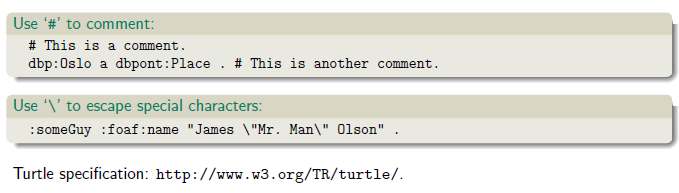 Use ‘#’ to comment:
# This is a comment.
dbp:Oslo a dbpont:Place . # This is another comment.
Use ‘\’ to escape special characters:
:someGuy :foaf:name "James \"Mr. Man\" Olson" .
Turtle specification: http://www.w3.org/TR/turtle/.